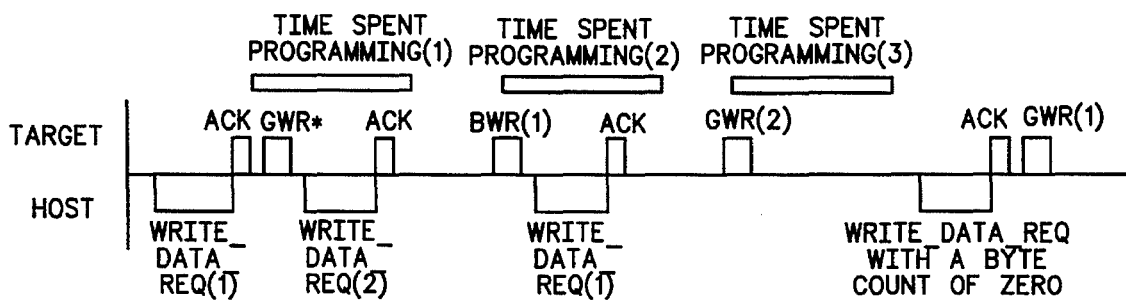 TIME SPENT PROGRAMMING(1)
TIME SPENT PROGRAMMING(2)
TIME SPENT PROGRAMMING(3)
TARGET
ACK GWR* ACK BWR(1) ACK GWR(2) ACK GWR(1)
HOST
WRITE_
DATA_
REQ(1)
WRITE_
DATA_
REQ(2)
WRITE_
DATA_
REQ(1)
WRITE_DATA_REQ
WITH A BYTE
COUNT OF ZERO